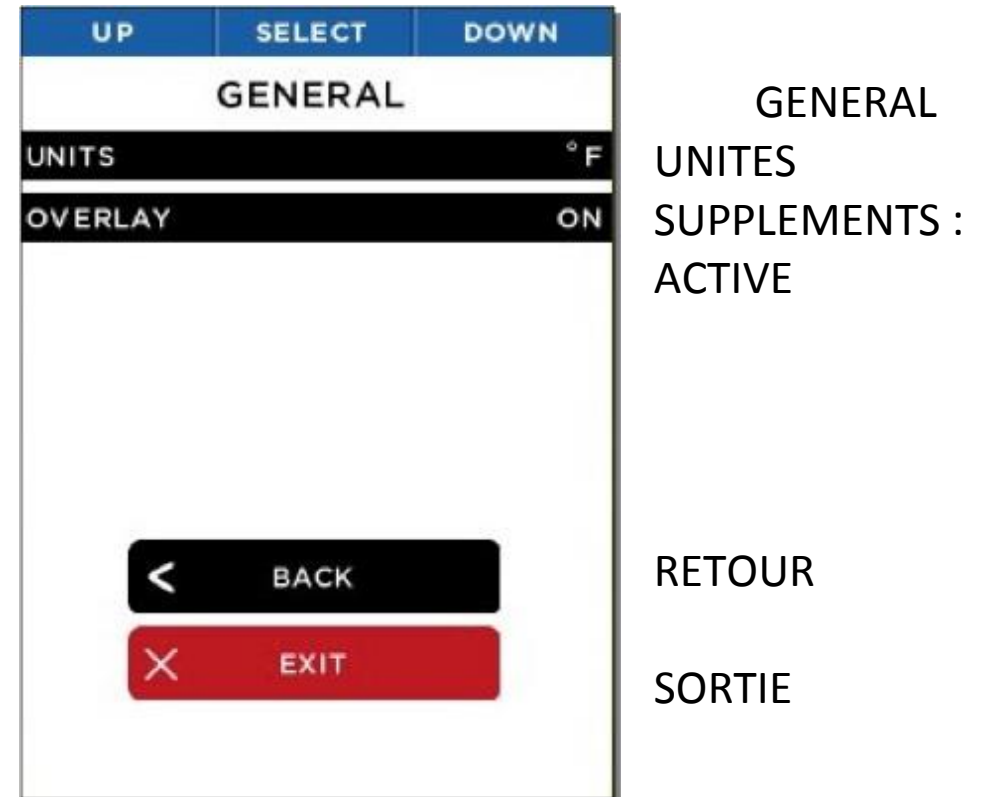 UP SELECT DOWN
GENERAL
UNITS °F
OVERLAY ON
< BACK
X EXIT
GENERAL
UNITES
SUPPLEMENTS :
ACTIVE
RETOUR
SORTIE